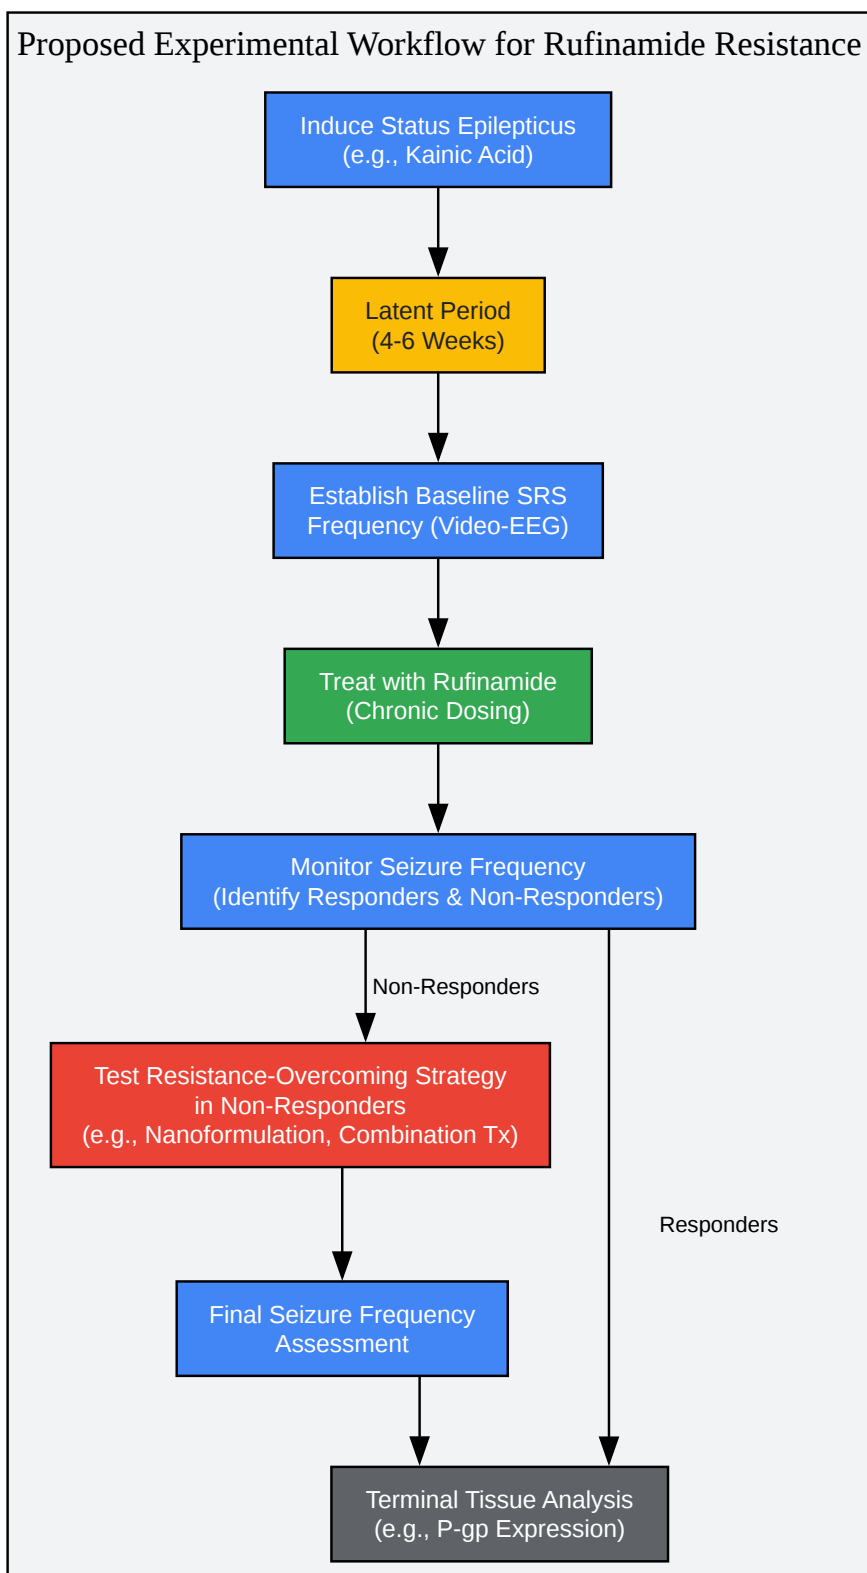 Proposed Experimental Workflow for Rufinamide Resistance
Induce Status Epilepticus
(e.g., Kainic Acid)
Latent Period
(4-6 Weeks)
Establish Baseline SRS
Frequency (Video-EEG)
Treat with Rufinamide
(Chronic Dosing)
Monitor Seizure Frequency
(Identify Responders & Non-Responders)
Non-Responders
Test Resistance-Overcoming Strategy
in Non-Responders
(e.g., Nanoformulation, Combination Tx)
Responders
Final Seizure Frequency
Assessment
Terminal Tissue Analysis
(e.g., P-gp Expression)